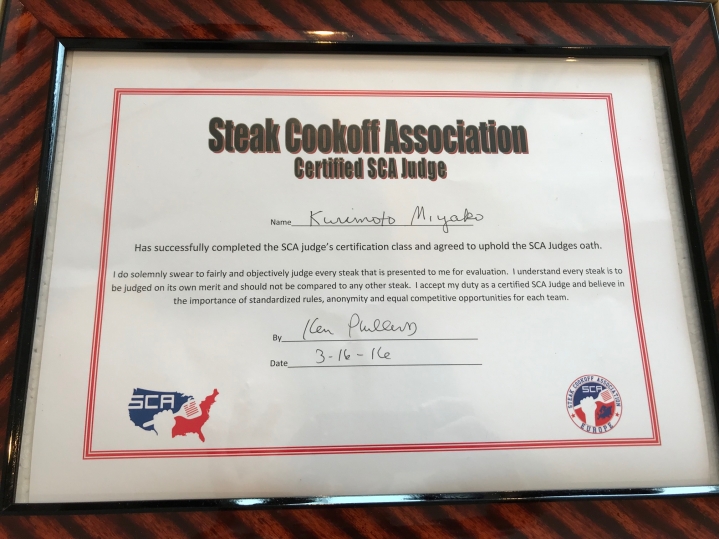 Steak Cookoff Association
Certified SCA Judge
Name Kurimoto Miyako
Has successfully completed the SCA judge's certification class and agreed to uphold the SCA Judges oath.
I do solemnly swear to fairly and objectively judge every steak that is presented to me for evaluation. I understand every steak is to
be judged on its own merit and should not be compared to any other steak. I accept my duty as a certified SCA Judge and believe in
the importance of standardized rules, anonymity and equal competitive opportunities for each team.
By Ken Phillips
Date 3-16-16
SCA
STEAK COOKOFF ASSOCIATION
SCA
EUROPE